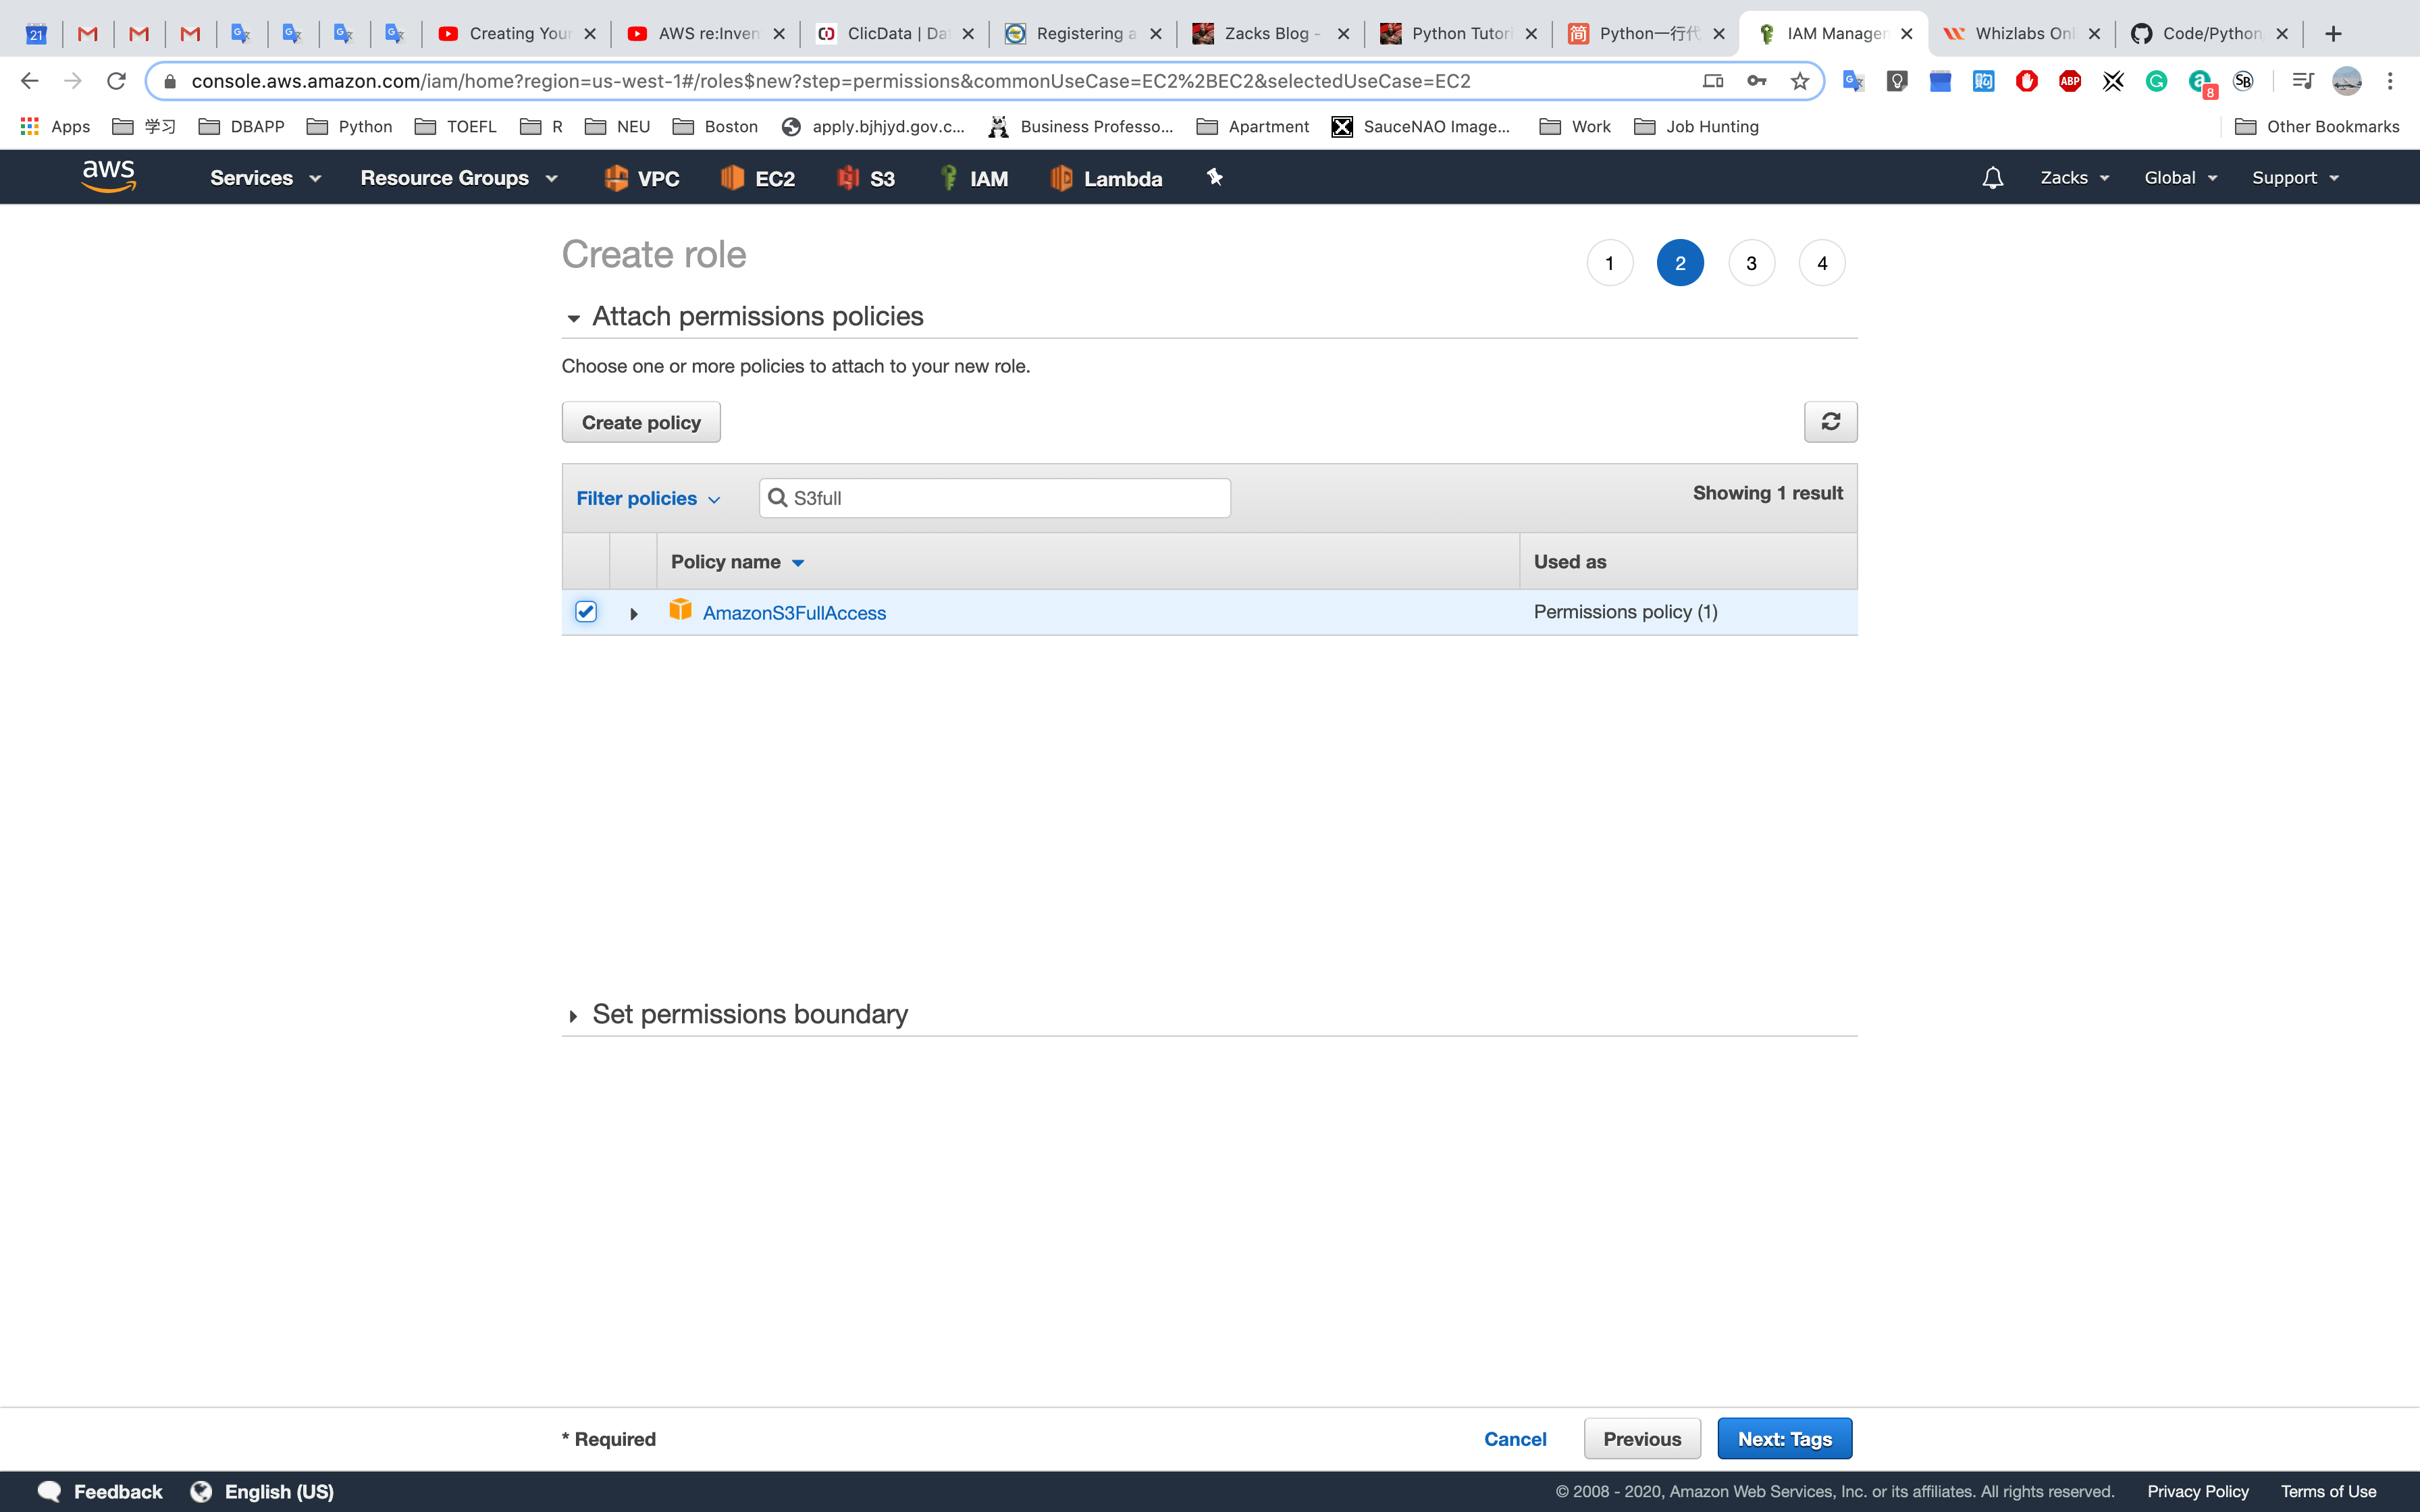 21
Creating Your
AWS re:Inven
ClicData | Da
Registering a
Zacks Blog -
Python Tutori
Python一行代
IAM Manager
Whizlabs Onl
Code/Python
console.aws.amazon.com/iam/home?region=us-west-1#/roles$new?step=permissions&commonUseCase=EC2%2BEC2&selectedUseCase=EC2
ABP
8
SB
Apps
学习
DBAPP
Python
TOEFL
R
NEU
Boston
apply.bjhjyd.gov.c...
Business Professo...
Apartment
SauceNAO Image...
Work
Job Hunting
Other Bookmarks
aws
Services
Resource Groups
VPC
EC2
S3
IAM
Lambda
Zacks
Global
Support
Create role
1
2
3
4
Attach permissions policies
Choose one or more policies to attach to your new role.
Create policy
Filter policies
S3full
Showing 1 result
Policy name
Used as
AmazonS3FullAccess
Permissions policy (1)
Set permissions boundary
* Required
Cancel
Previous
Next: Tags
Feedback
English (US)
© 2008 - 2020, Amazon Web Services, Inc. or its affiliates. All rights reserved.
Privacy Policy
Terms of Use